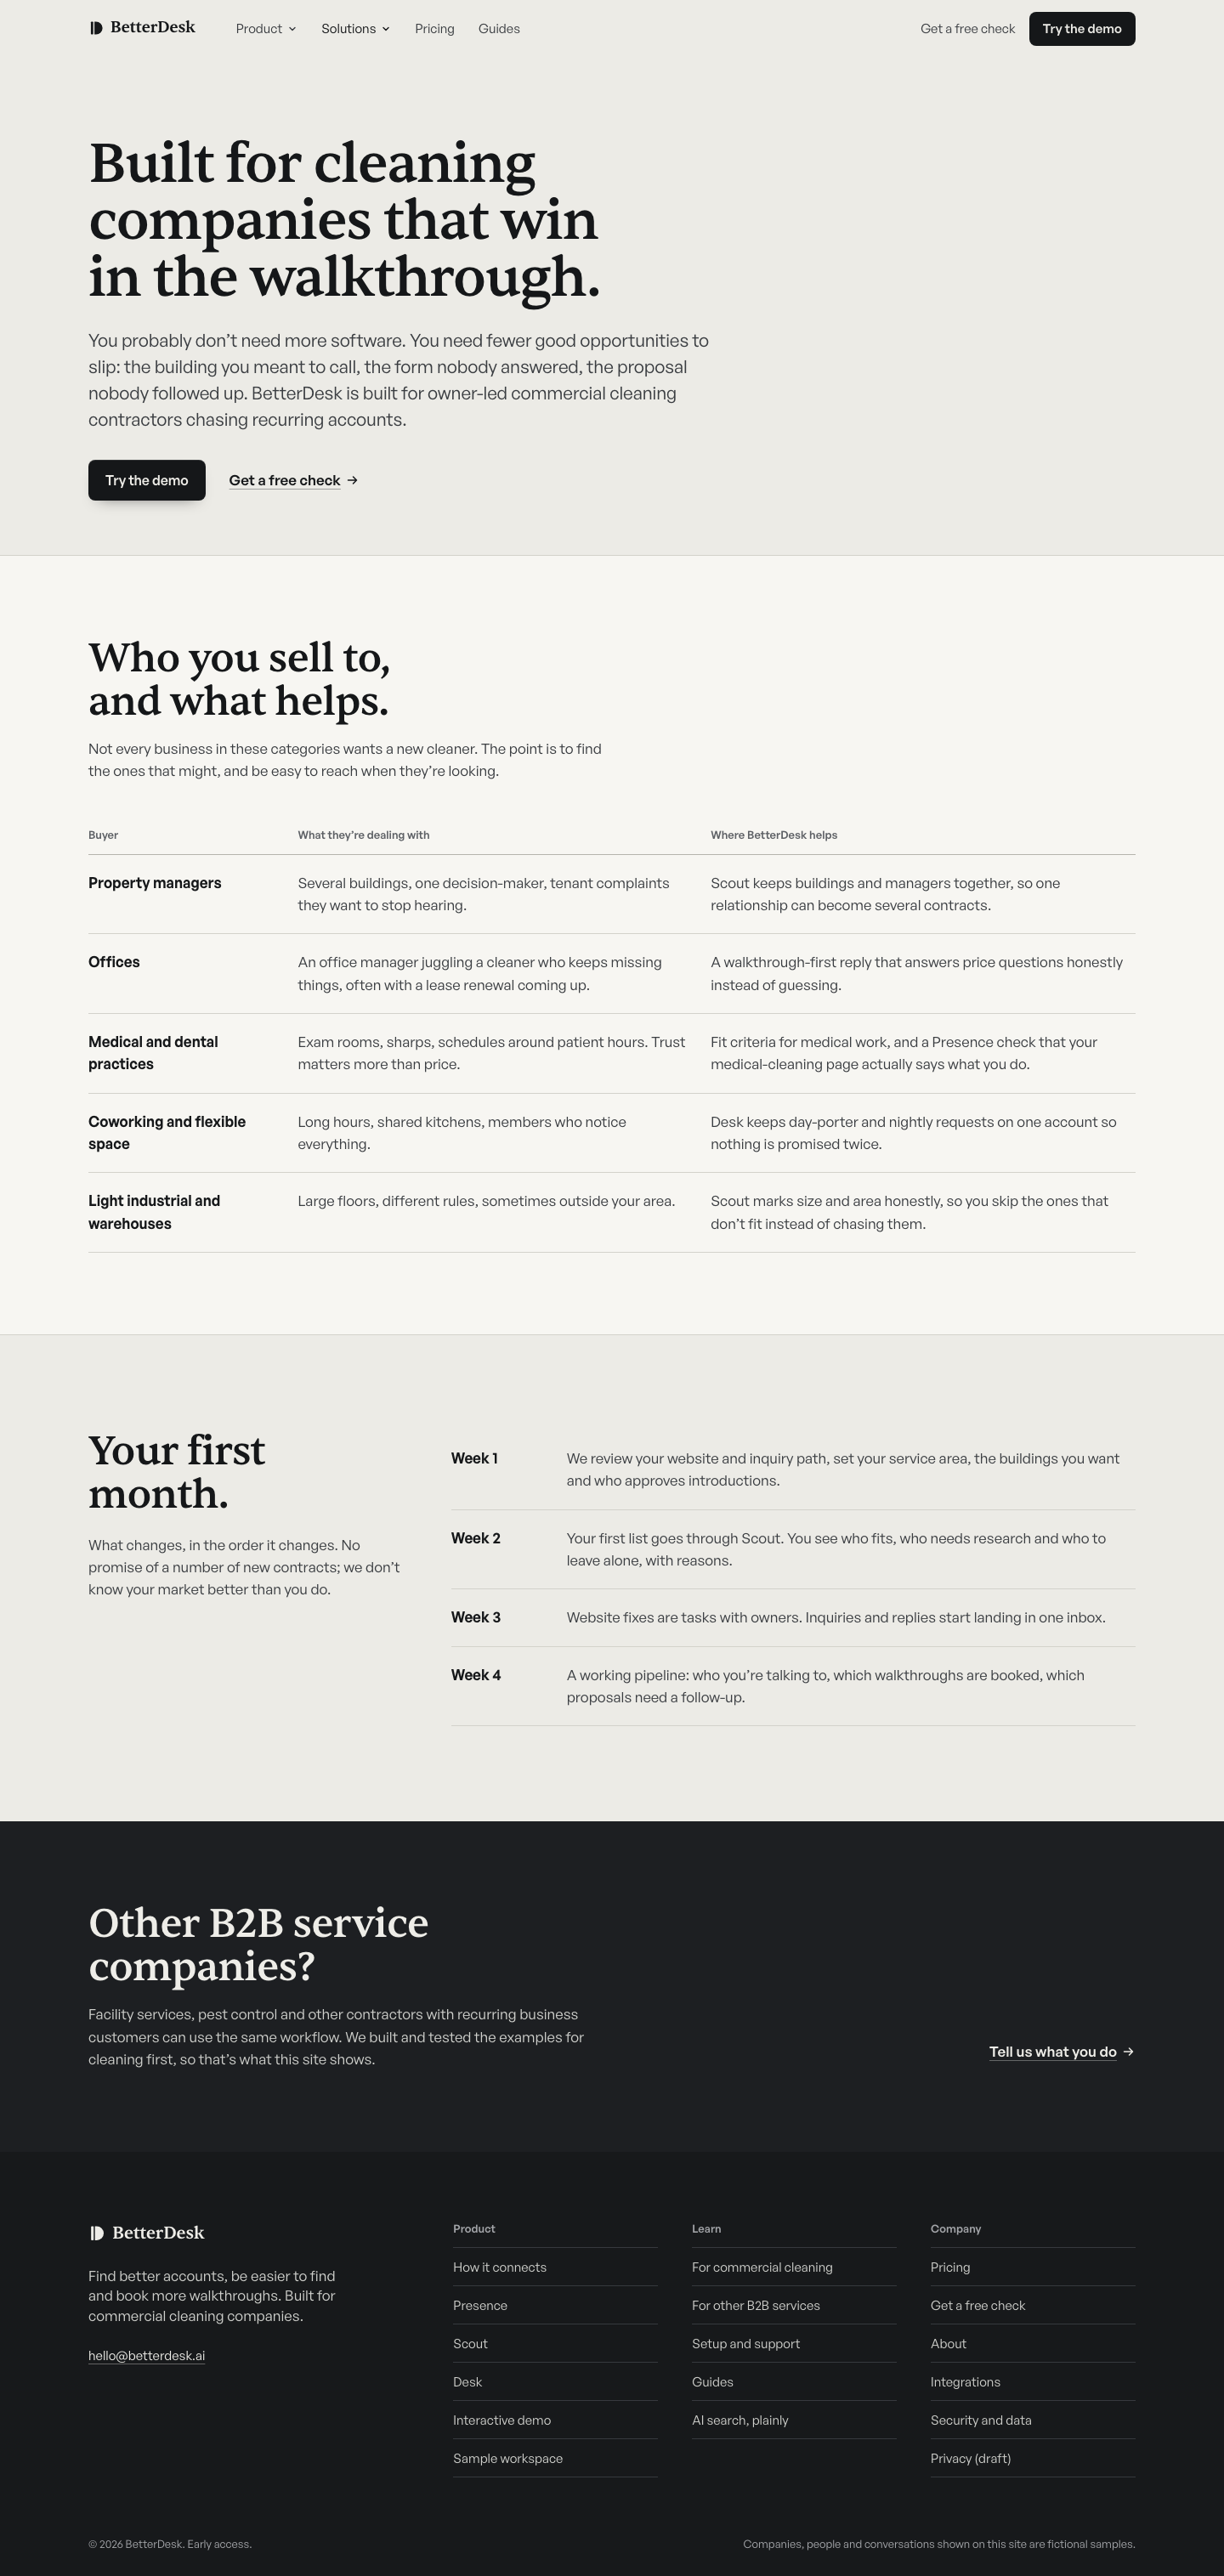 BetterDesk
Product
Solutions
Pricing
Guides
Get a free check
Try the demo
Built for cleaning
companies that win
in the walkthrough.
You probably don’t need more software. You need fewer good opportunities to
slip: the building you meant to call, the form nobody answered, the proposal
nobody followed up. BetterDesk is built for owner-led commercial cleaning
contractors chasing recurring accounts.
Try the demo
Get a free check →
Who you sell to,
and what helps.
Not every business in these categories wants a new cleaner. The point is to find
the ones that might, and be easy to reach when they’re looking.
Buyer
What they’re dealing with
Where BetterDesk helps
Property managers
Several buildings, one decision-maker, tenant complaints
they want to stop hearing.
Scout keeps buildings and managers together, so one
relationship can become several contracts.
Offices
An office manager juggling a cleaner who keeps missing
things, often with a lease renewal coming up.
A walkthrough-first reply that answers price questions honestly
instead of guessing.
Medical and dental
practices
Exam rooms, sharps, schedules around patient hours. Trust
matters more than price.
Fit criteria for medical work, and a Presence check that your
medical-cleaning page actually says what you do.
Coworking and flexible
space
Long hours, shared kitchens, members who notice
everything.
Desk keeps day-porter and nightly requests on one account so
nothing is promised twice.
Light industrial and
warehouses
Large floors, different rules, sometimes outside your area.
Scout marks size and area honestly, so you skip the ones that
don’t fit instead of chasing them.
Your first
month.
What changes, in the order it changes. No
promise of a number of new contracts; we don’t
know your market better than you do.
Week 1
We review your website and inquiry path, set your service area, the buildings you want
and who approves introductions.
Week 2
Your first list goes through Scout. You see who fits, who needs research and who to
leave alone, with reasons.
Week 3
Website fixes are tasks with owners. Inquiries and replies start landing in one inbox.
Week 4
A working pipeline: who you’re talking to, which walkthroughs are booked, which
proposals need a follow-up.
Other B2B service
companies?
Facility services, pest control and other contractors with recurring business
customers can use the same workflow. We built and tested the examples for
cleaning first, so that’s what this site shows.
Tell us what you do →
BetterDesk
Find better accounts, be easier to find
and book more walkthroughs. Built for
commercial cleaning companies.
hello@betterdesk.ai
Product
How it connects
Presence
Scout
Desk
Interactive demo
Sample workspace
Learn
For commercial cleaning
For other B2B services
Setup and support
Guides
AI search, plainly
Company
Pricing
Get a free check
About
Integrations
Security and data
Privacy (draft)
© 2026 BetterDesk. Early access.
Companies, people and conversations shown on this site are fictional samples.